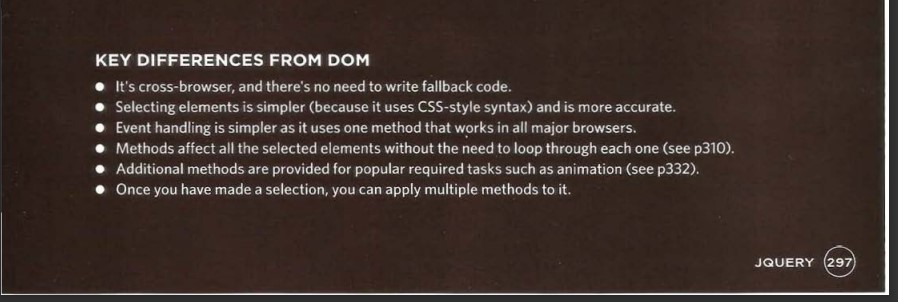 KEY DIFFERENCES FROM DOM
● It's cross-browser, and there's no need to write fallback code.
● Selecting elements is simpler (because it uses CSS-style syntax) and is more accurate.
● Event handling is simpler as it uses one method that works in all major browsers.
● Methods affect all the selected elements without the need to loop through each one (see p310).
● Additional methods are provided for popular required tasks such as animation (see p332).
● Once you have made a selection, you can apply multiple methods to it.
JQUERY 297